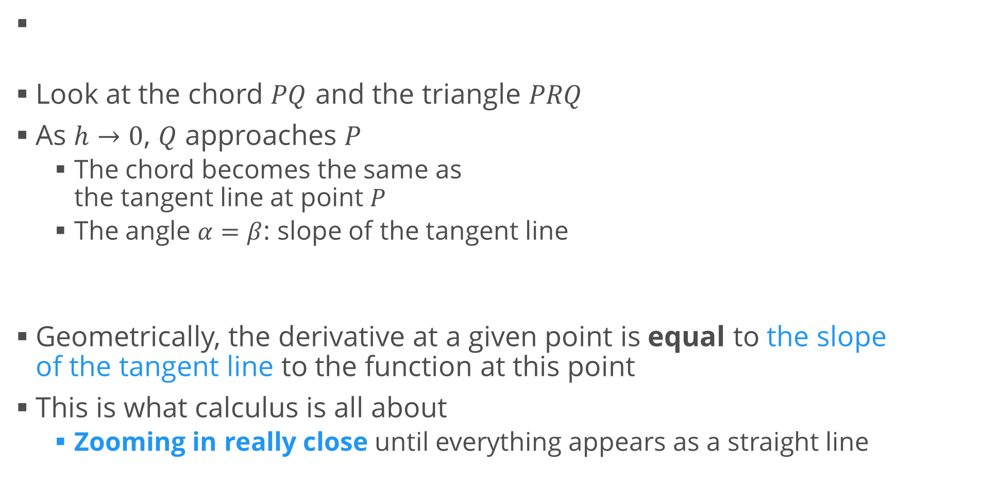 ▪
▪ Look at the chord PQ and the triangle PRQ
▪ As h → 0, Q approaches P
▪ The chord becomes the same as
the tangent line at point P
▪ The angle α = β: slope of the tangent line
▪ Geometrically, the derivative at a given point is equal to the slope
of the tangent line to the function at this point
▪ This is what calculus is all about
▪ Zooming in really close until everything appears as a straight line